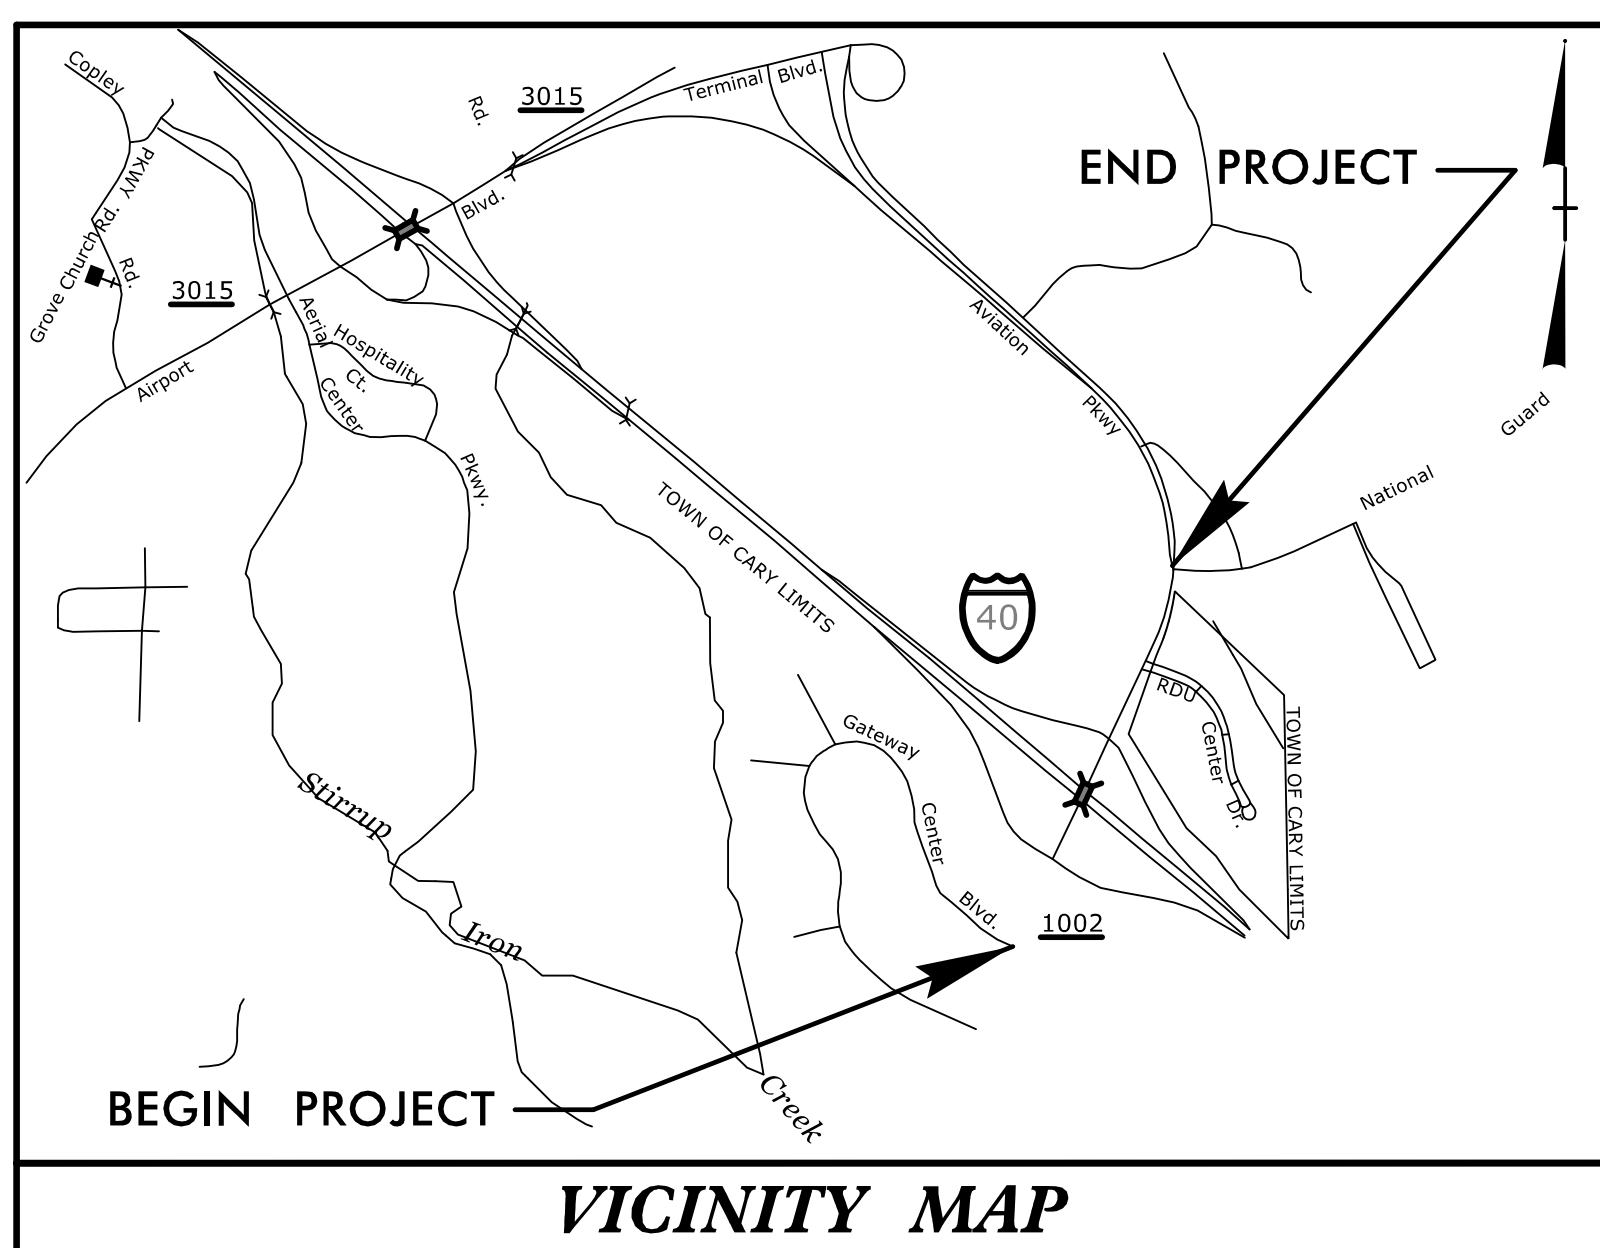 Copley
Rd.
3015
Terminal Blvd.
END PROJECT
PKWY
Blvd.
Grove Church Rd.
Rd.
3015
Aerial
Hospitality
Ct.
Center
Airport
Aviation
Pkwy
Guard
Pkwy.
National
TOWN OF CARY LIMITS
40
RDU
Center
Dr.
TOWN OF CARY LIMITS
Gateway
Center
Blvd.
Stirrup
Iron
1002
Creek
BEGIN PROJECT
VICINITY MAP